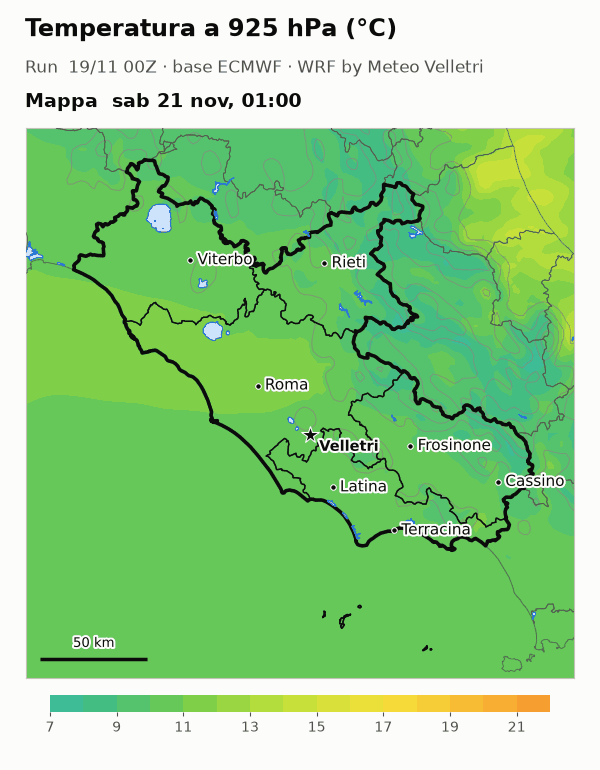 Temperatura a 925 hPa (°C)
Run  19/11 00Z · base ECMWF · WRF by Meteo Velletri
Mappa  sab 21 nov, 01:00
Viterbo
Rieti
Roma
Velletri
Frosinone
Latina
Cassino
Terracina
50 km
7 9 11 13 15 17 19 21